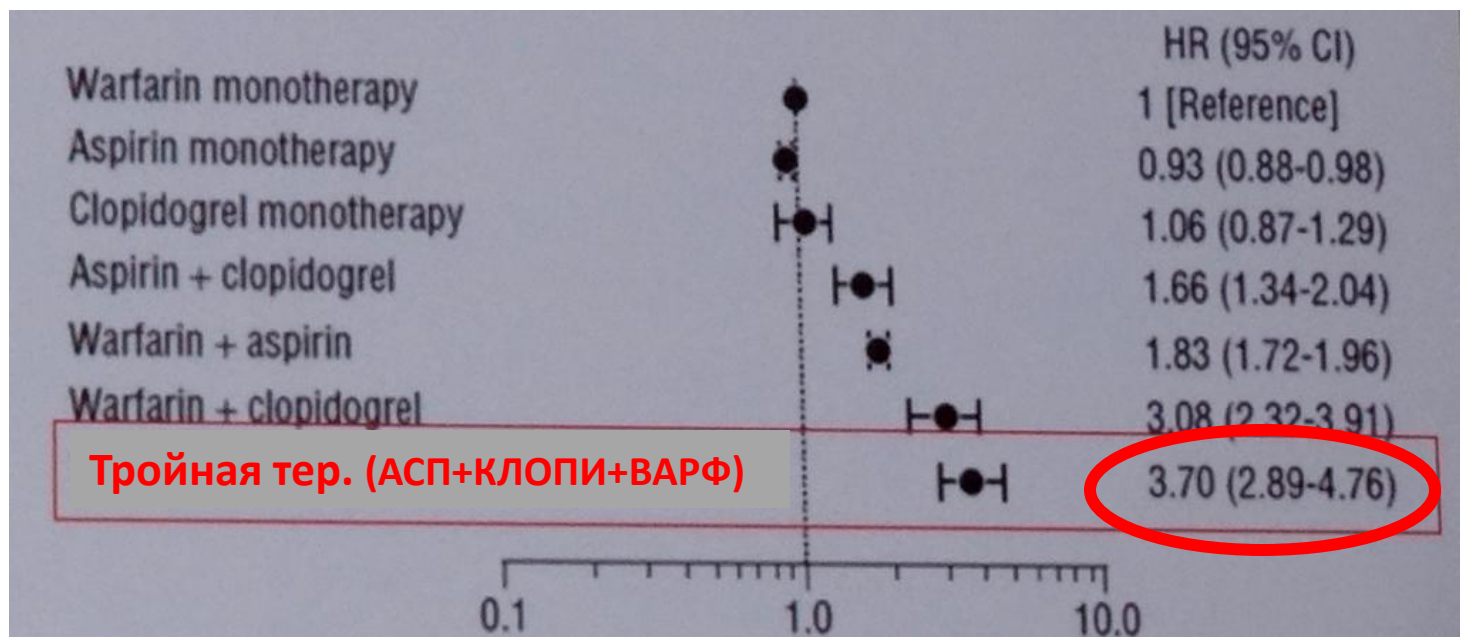 HR (95% CI)
Warfarin monotherapy 1 [Reference]
Aspirin monotherapy 0.93 (0.88-0.98)
Clopidogrel monotherapy 1.06 (0.87-1.29)
Aspirin + clopidogrel 1.66 (1.34-2.04)
Warfarin + aspirin 1.83 (1.72-1.96)
Warfarin + clopidogrel 3.08 (2.32-3.91)
Тройная тер. (АСП+КЛОПИ+ВАРФ) 3.70 (2.89-4.76)
0.1 1.0 10.0